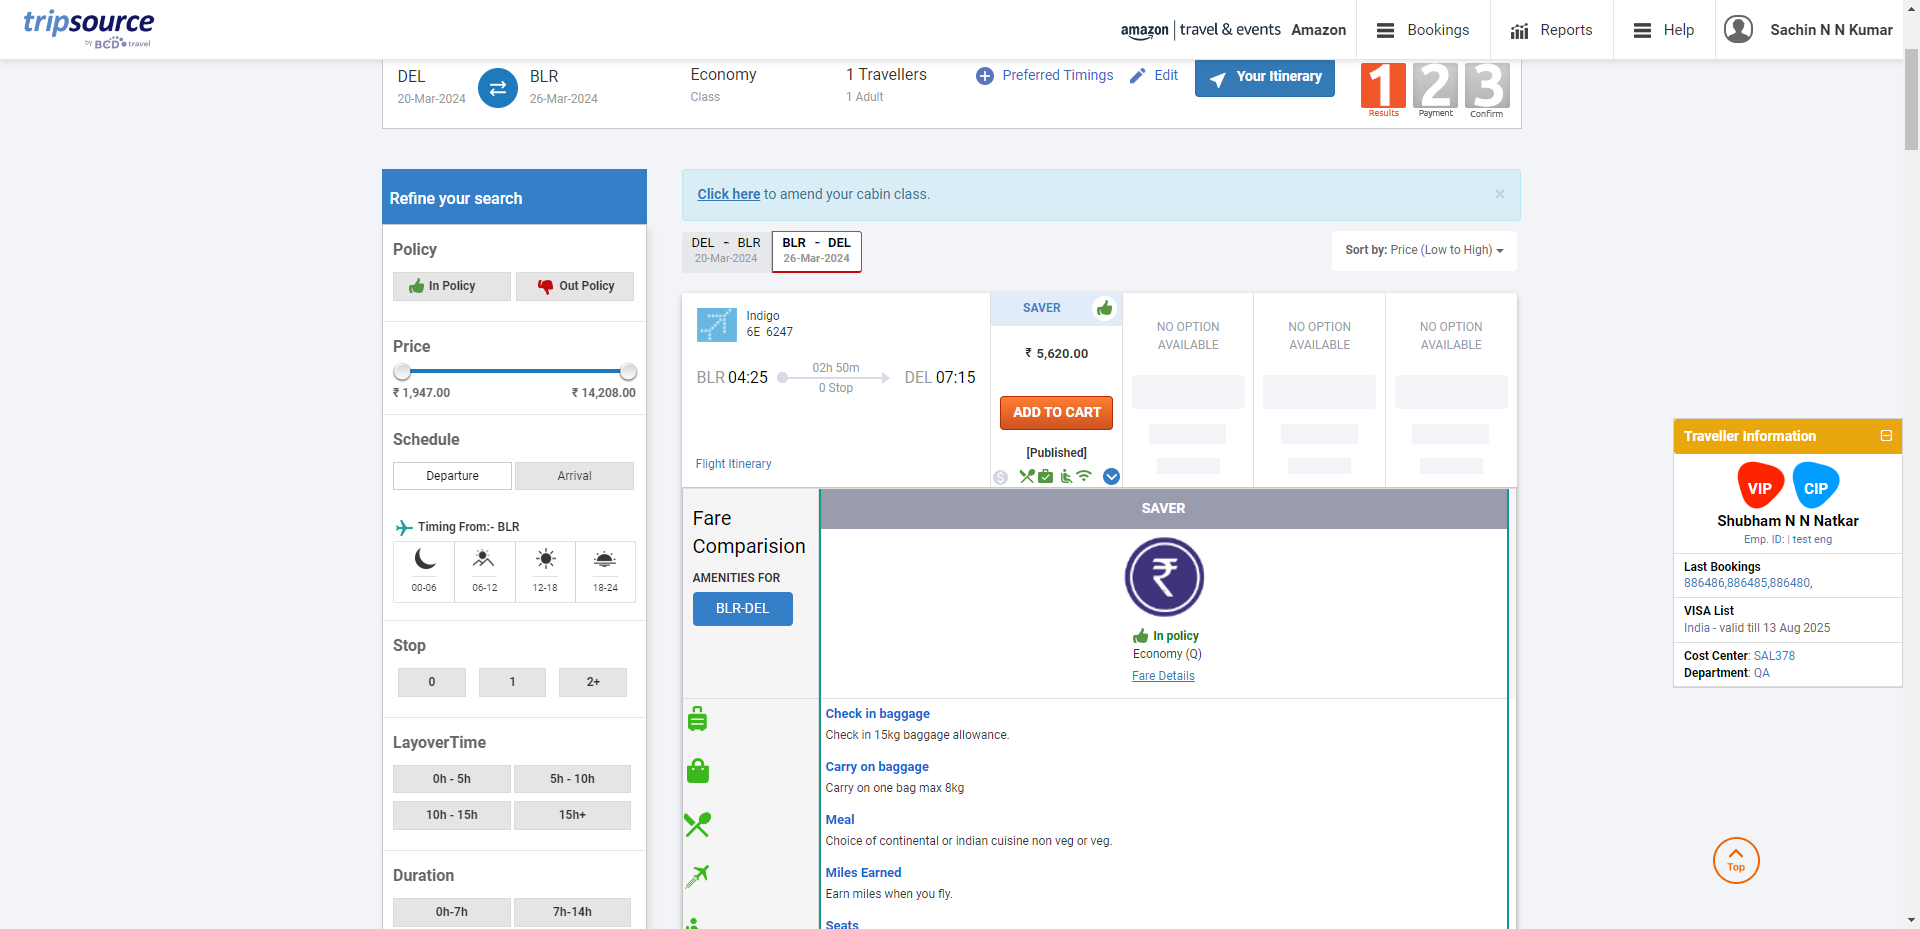 tripsource
by BCD travel
amazon | travel & events Amazon
Bookings
Reports
Help
Sachin N N Kumar
DEL
20-Mar-2024
BLR
26-Mar-2024
Economy
Class
1 Travellers
1 Adult
Preferred Timings
Edit
Your Itinerary
1 2 3
Results Payment Confirm
Refine your search
Policy
In Policy
Out Policy
Price
₹ 1,947.00
₹ 14,208.00
Schedule
Departure
Arrival
Timing From:- BLR
00-06
06-12
12-18
18-24
Stop
0
1
2+
LayoverTime
0h - 5h
5h - 10h
10h - 15h
15h+
Duration
0h-7h
7h-14h
Click here to amend your cabin class.
×
DEL - BLR
20-Mar-2024
BLR - DEL
26-Mar-2024
Sort by: Price (Low to High)
Indigo
6E 6247
BLR 04:25
02h 50m
0 Stop
DEL 07:15
Flight Itinerary
SAVER
₹ 5,620.00
ADD TO CART
[Published]
NO OPTION
AVAILABLE
NO OPTION
AVAILABLE
NO OPTION
AVAILABLE
Fare
Comparision
AMENITIES FOR
BLR-DEL
SAVER
₹
In policy
Economy (Q)
Fare Details
Check in baggage
Check in 15kg baggage allowance.
Carry on baggage
Carry on one bag max 8kg
Meal
Choice of continental or indian cuisine non veg or veg.
Miles Earned
Earn miles when you fly.
Seats
Traveller Information
VIP
CIP
Shubham N N Natkar
Emp. ID: | test eng
Last Bookings
886486,886485,886480,
VISA List
India - valid till 13 Aug 2025
Cost Center: SAL378
Department: QA
Top